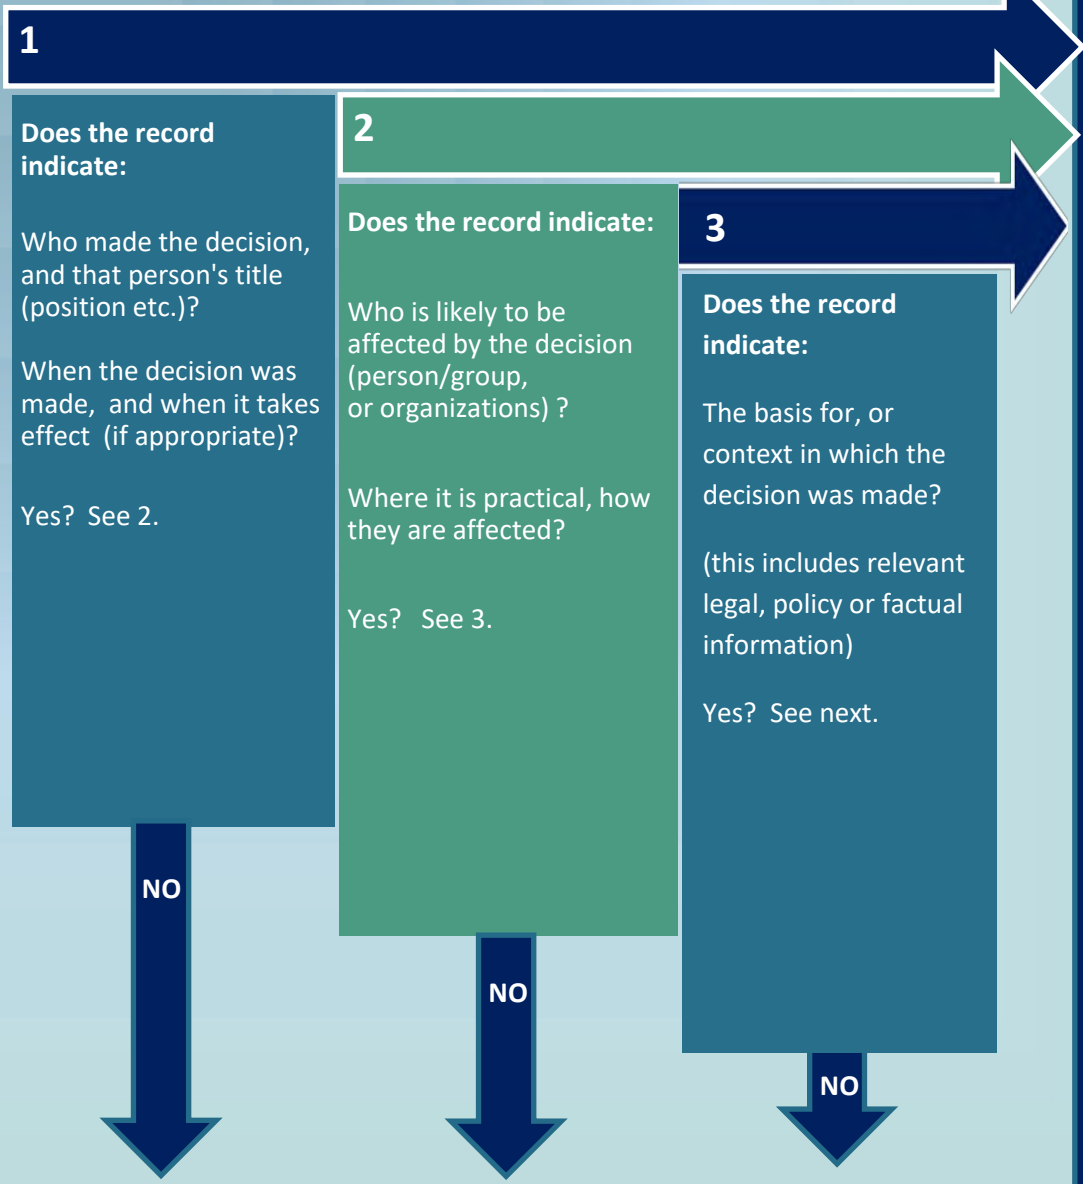 1
Does the record
indicate:
Who made the decision,
and that person's title
(position etc.)?
When the decision was
made,  and when it takes
effect  (if appropriate)?
Yes?  See 2.
NO
2
Does the record indicate:
Who is likely to be
affected by the decision
(person/group,
or organizations) ?
Where it is practical, how
they are affected?
Yes?   See 3.
NO
3
Does the record
indicate:
The basis for, or
context in which the
decision was made?
(this includes relevant
legal, policy or factual
information)
Yes?  See next.
NO